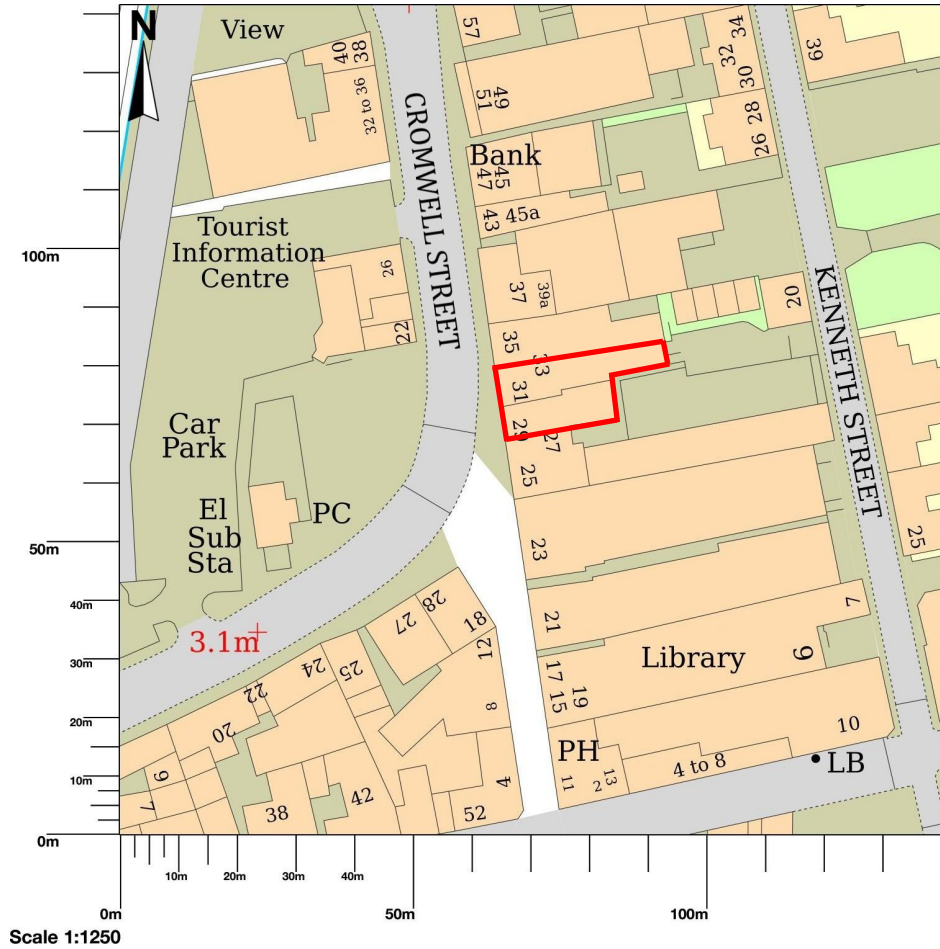 N
View
40
38
32 to 36
57
49
51
34
32
30
28
26
63
CROMWELL STREET
Bank
45
47
43
45a
Tourist
Information
Centre
26
22
100m
37
39a
35
33
31
29
27
25
20
KENNETH STREET
Car
Park
El
Sub
Sta
PC
23
25
50m
40m
30m
20m
10m
0m
3.1m
28
27
18
12
8
4
24
25
22
20
21
17
15
19
Library
7
9
10
PH
11
2
13
4 to 8
LB
6
7
38
42
52
10m
20m
30m
40m
0m
50m
100m
Scale 1:1250